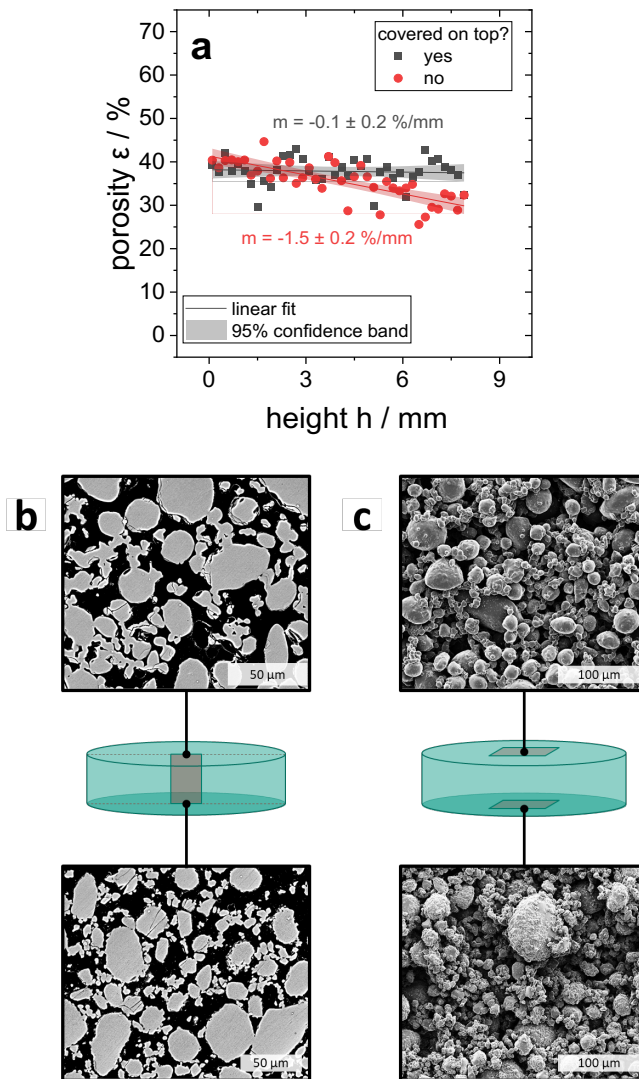 a
covered on top?
yes
no
m = -0.1 ± 0.2 %/mm
m = -1.5 ± 0.2 %/mm
linear fit
95% confidence band
porosity ε / %
70
60
50
40
30
20
10
0
0 3 6 9
height h / mm
b
50 µm
50 µm
c
100 µm
100 µm